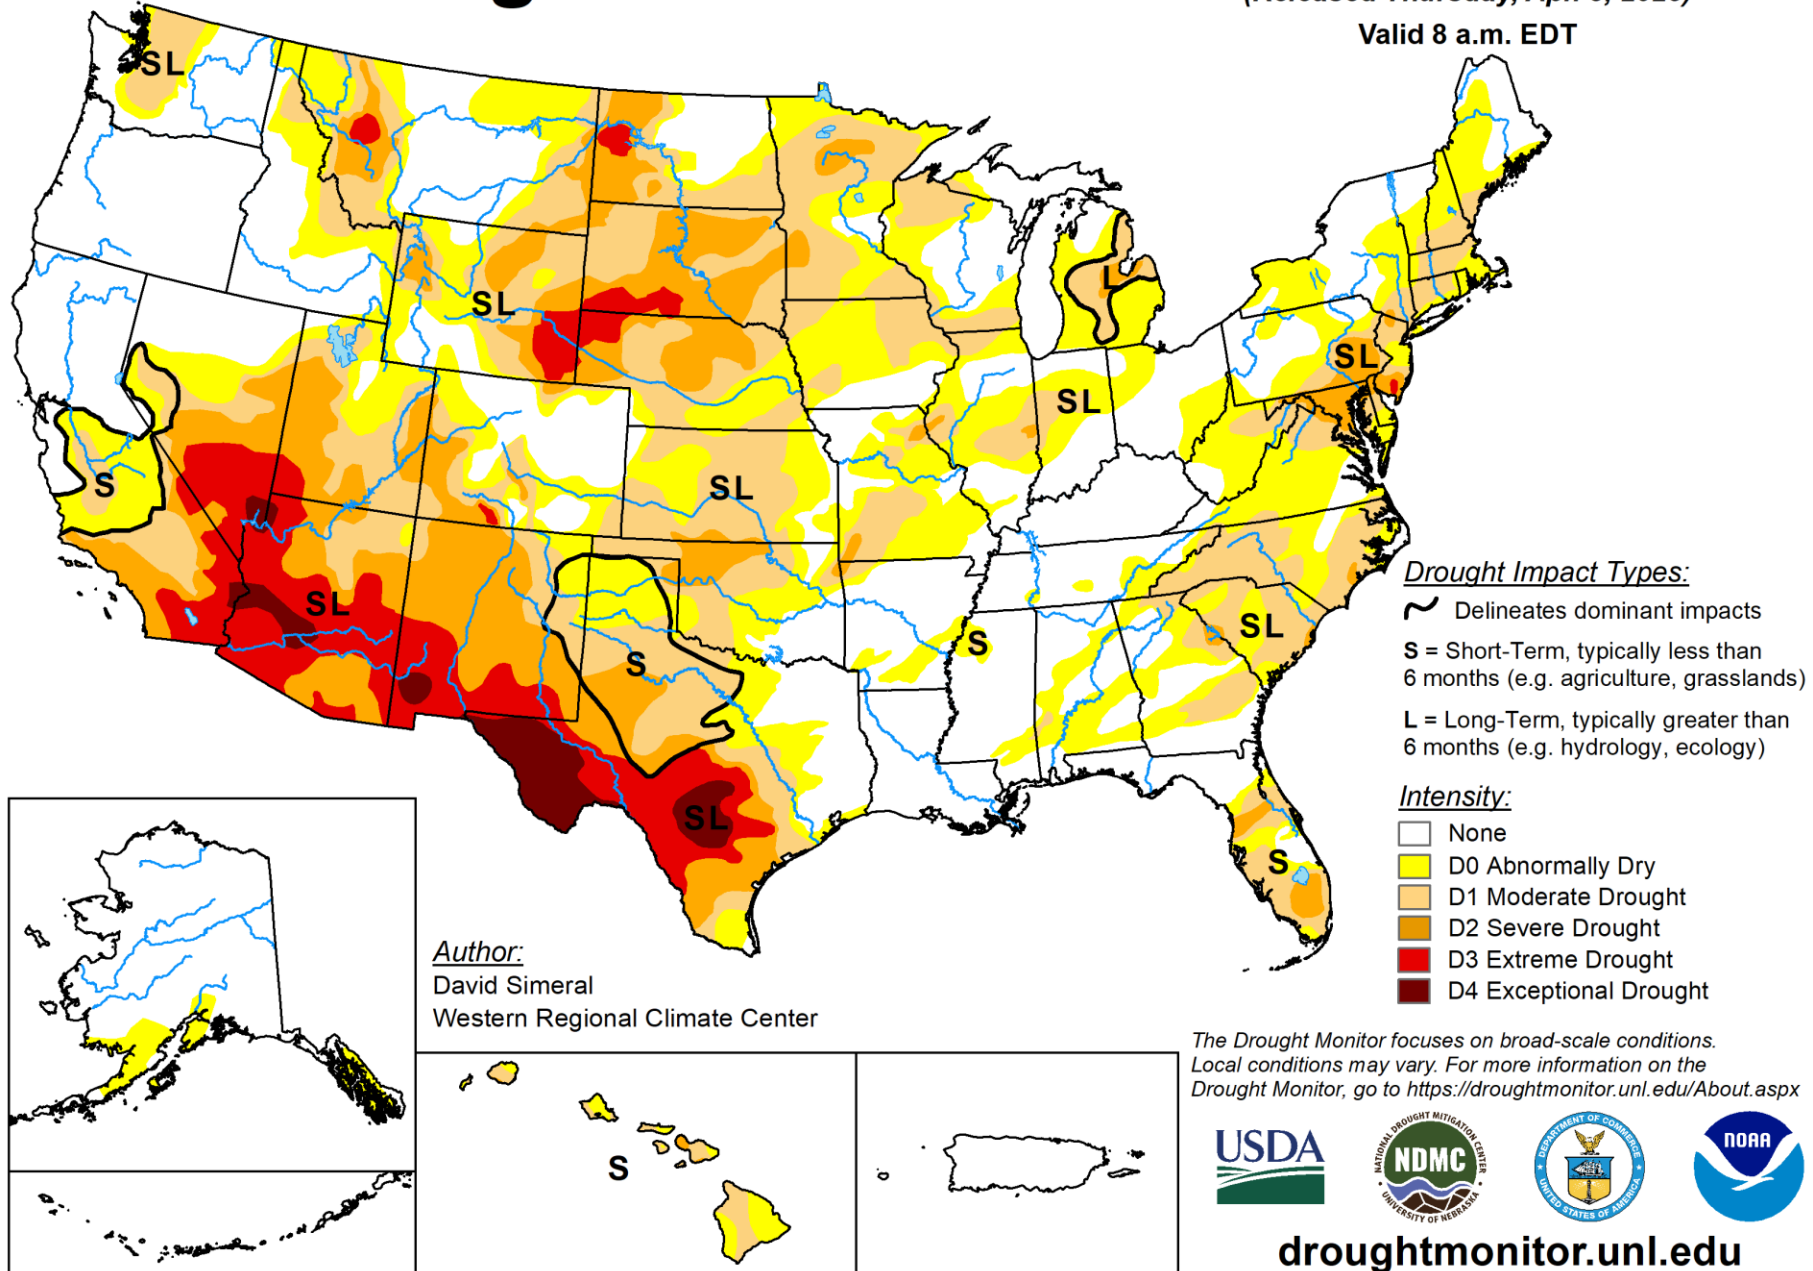 Valid 8 a.m. EDT
SL
SL
L
SL
SL
SL
S
SL
SL
S
SL
S
SL
S
S
Drought Impact Types:
Delineates dominant impacts
S = Short-Term, typically less than
6 months (e.g. agriculture, grasslands)
L = Long-Term, typically greater than
6 months (e.g. hydrology, ecology)
Intensity:
None
D0 Abnormally Dry
D1 Moderate Drought
D2 Severe Drought
D3 Extreme Drought
D4 Exceptional Drought
Author:
David Simeral
Western Regional Climate Center
The Drought Monitor focuses on broad-scale conditions.
Local conditions may vary. For more information on the
Drought Monitor, go to https://droughtmonitor.unl.edu/About.aspx
USDA
NATIONAL DROUGHT MITIGATION CENTER
NDMC
UNIVERSITY OF NEBRASKA
DEPARTMENT OF COMMERCE
UNITED STATES OF AMERICA
NOAA
droughtmonitor.unl.edu